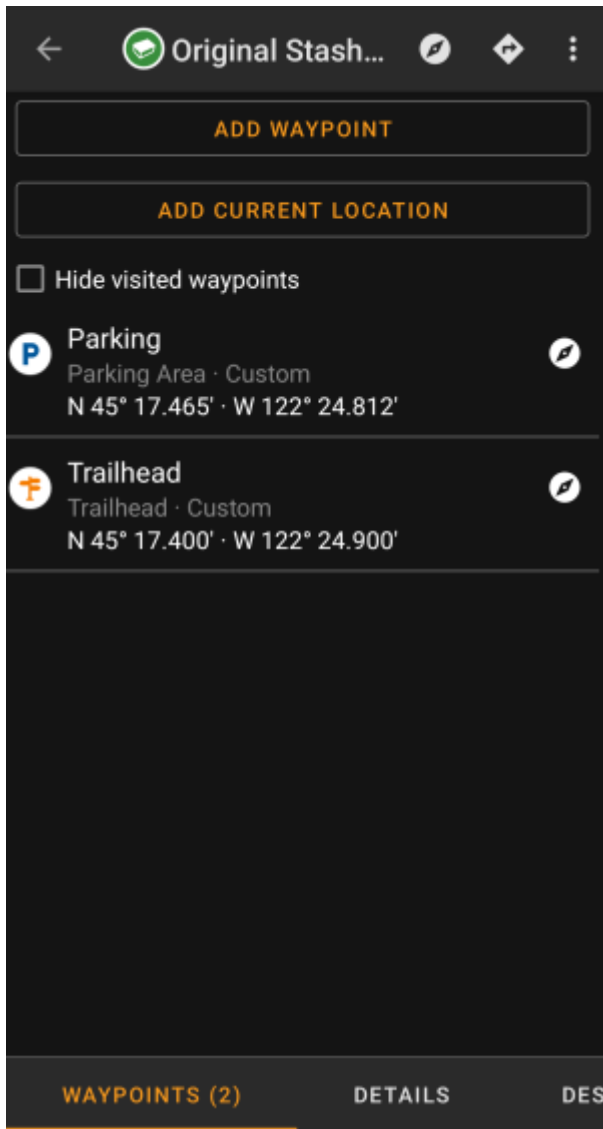 Original Stash...
ADD WAYPOINT
ADD CURRENT LOCATION
Hide visited waypoints
P
Parking
Parking Area · Custom
N 45° 17.465' · W 122° 24.812'
Trailhead
Trailhead · Custom
N 45° 17.400' · W 122° 24.900'
WAYPOINTS (2) DETAILS DES